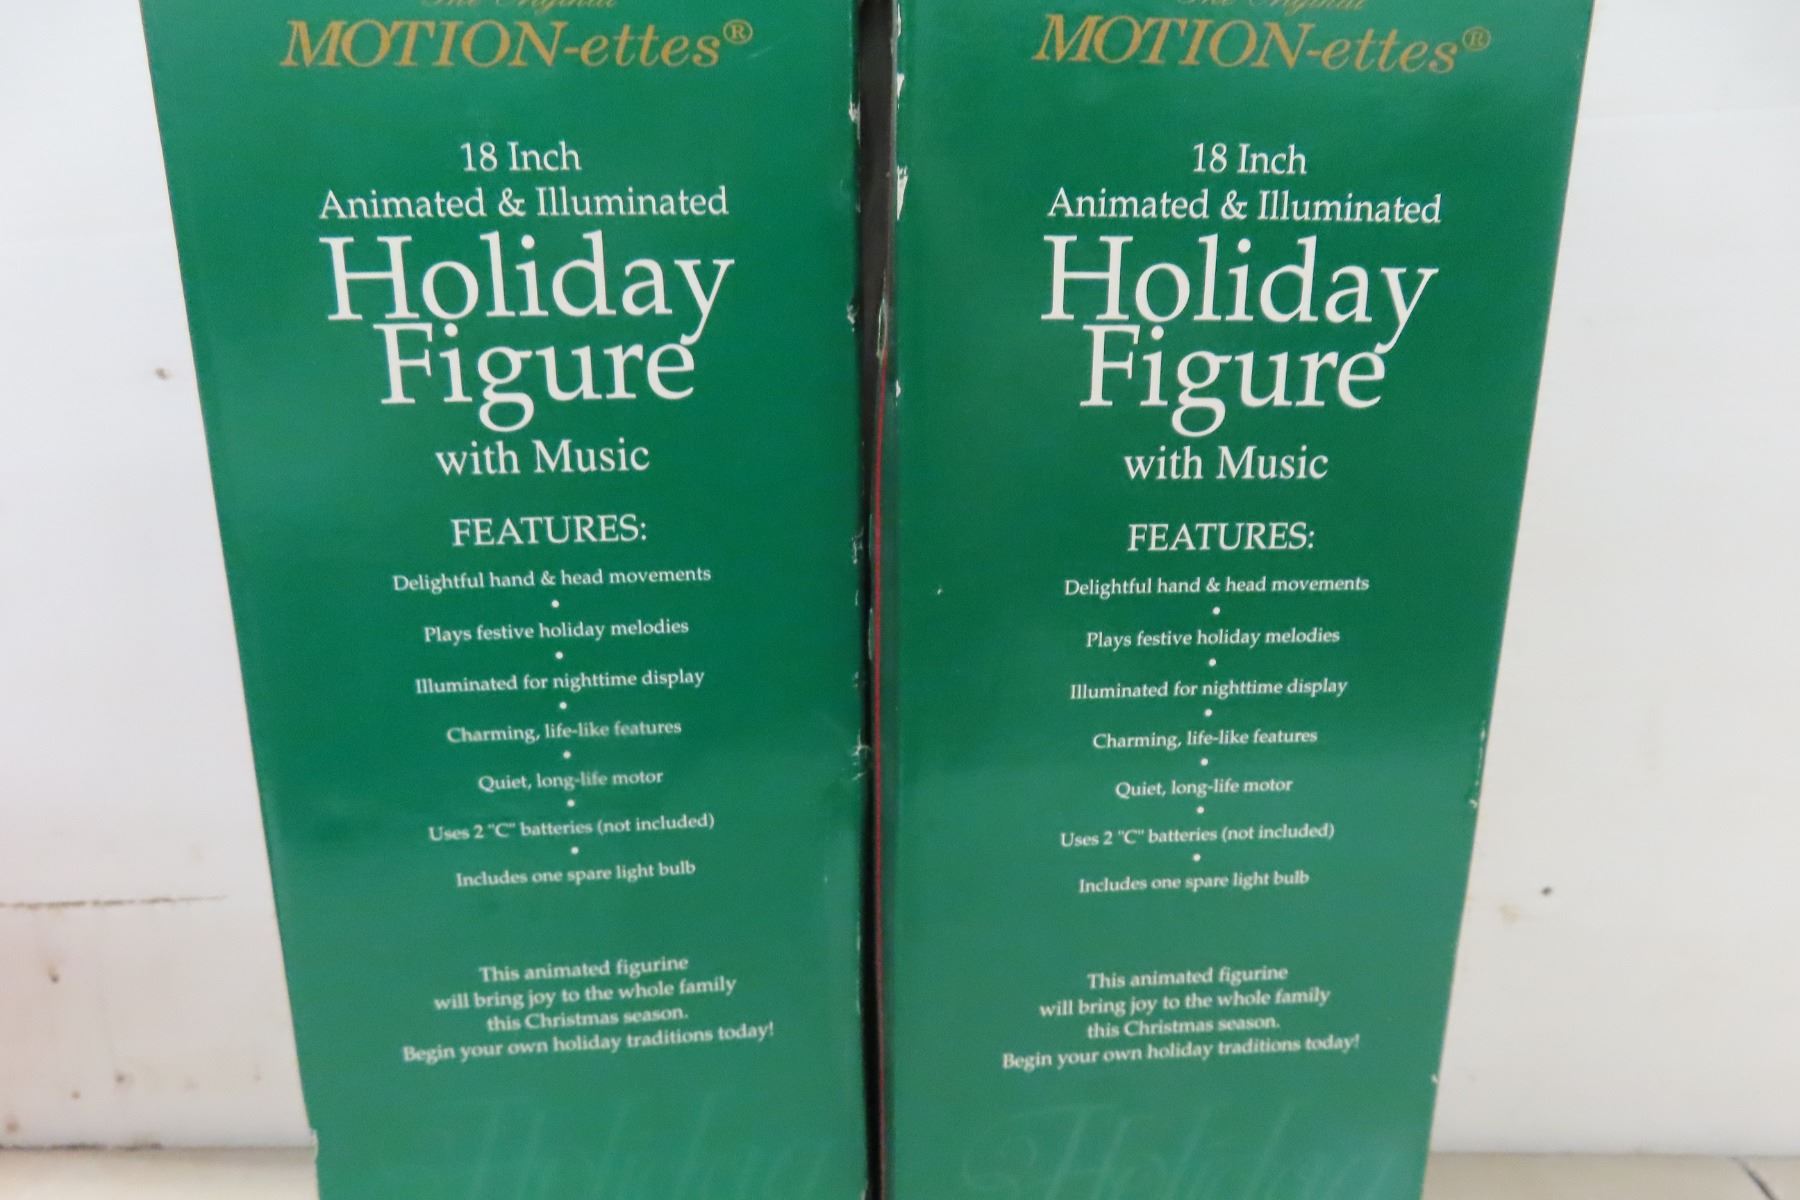 The Original
MOTION-ettes®
18 Inch
Animated & Illuminated
Holiday
Figure
with Music
FEATURES:
Delightful hand & head movements
•
Plays festive holiday melodies
•
Illuminated for nighttime display
•
Charming, life-like features
•
Quiet, long-life motor
•
Uses 2 "C" batteries (not included)
•
Includes one spare light bulb
This animated figurine
will bring joy to the whole family
this Christmas season.
Begin your own holiday traditions today!
Holiday
The Original
MOTION-ettes®
18 Inch
Animated & Illuminated
Holiday
Figure
with Music
FEATURES:
Delightful hand & head movements
•
Plays festive holiday melodies
•
Illuminated for nighttime display
•
Charming, life-like features
•
Quiet, long-life motor
•
Uses 2 "C" batteries (not included)
•
Includes one spare light bulb
This animated figurine
will bring joy to the whole family
this Christmas season.
Begin your own holiday traditions today!
Holiday